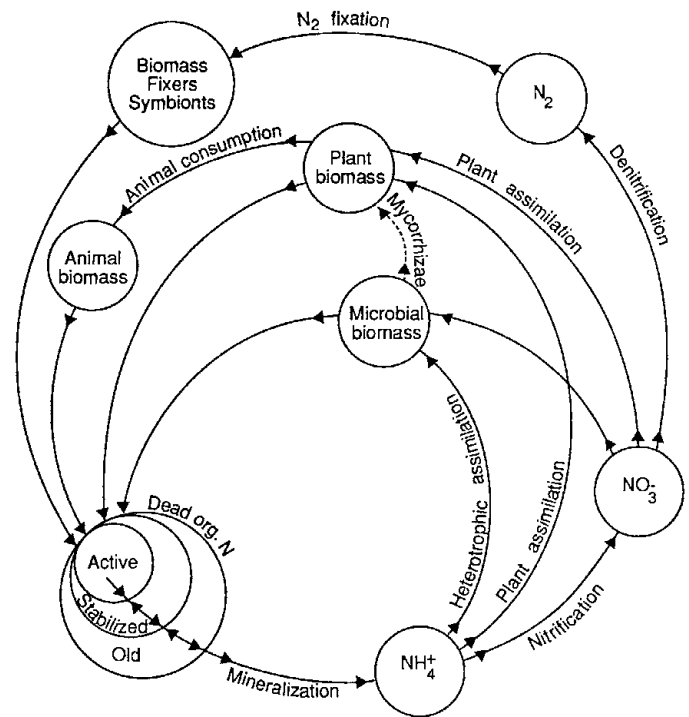 N2 fixation
Biomass
Fixers
Symbionts
N2
Animal consumption
Plant
biomass
Plant assimilation
Denitrification
Mycorrhizae
Animal
biomass
Microbial
biomass
Heterotrophic assimilation
Plant assimilation
NO3-
Dead org. N
Active
Stabilized
Old
Mineralization
NH4+
Nitrification